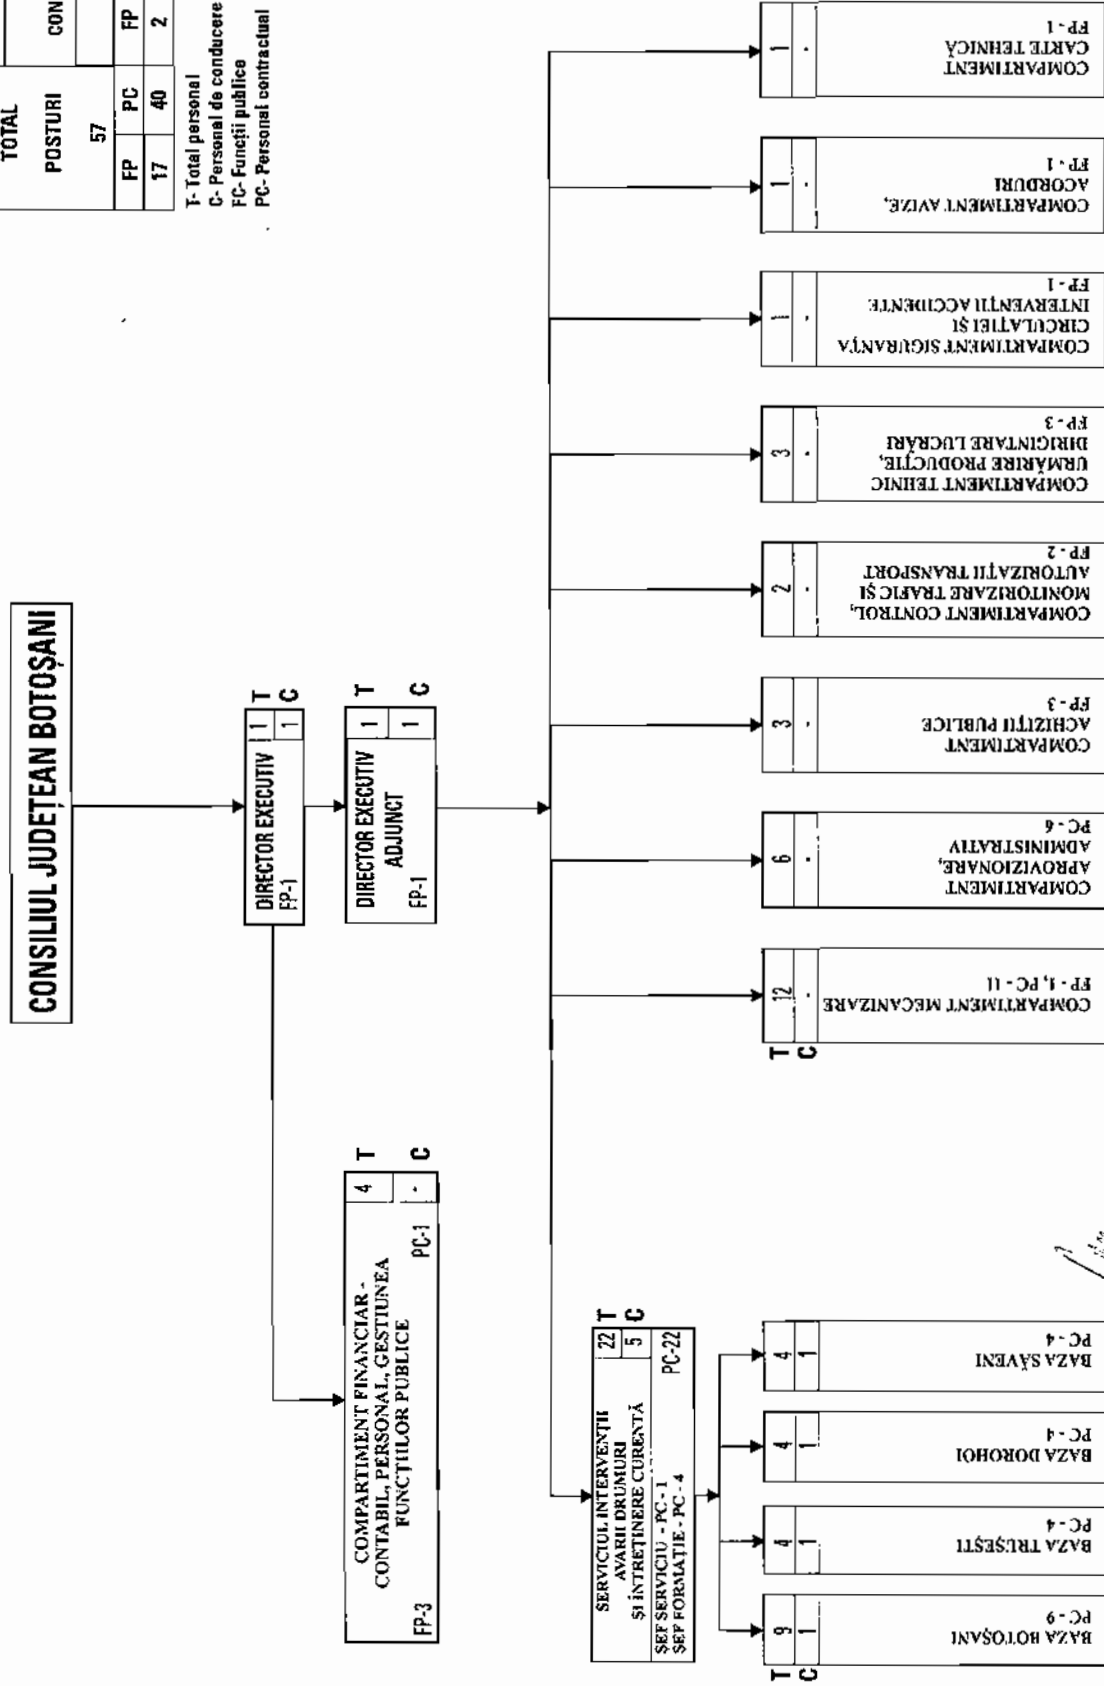 TOTAL
CON
POSTURI
57
FP PC FP
17 40 2
T- Total personal
C- Personal de conducere
FC- Funcții publice
PC- Personal contractual
CONSILIUL JUDEȚEAN BOTOȘANI
DIRECTOR EXECUTIV
FP-1
1 T
1 C
DIRECTOR EXECUTIV
ADJUNCT
FP-1
1 T
1 C
COMPARTIMENT FINANCIAR -
CONTABIL, PERSONAL, GESTIUNEA
FUNCȚIILOR PUBLICE
FP-3 PC-1
4 T
- C
SERVICIUL INTERVENȚII
AVARII DRUMURI
ȘI ÎNTREȚINERE CURENTĂ
ȘEF SERVICIU - PC - 1
ȘEF FORMAȚIE - PC - 4
PC-22
22 T
5 C
T 9
C 1
BAZA BOTOȘANI
PC - 9
4
1
BAZA TRUȘEȘTI
PC - 4
4
1
BAZA DOROHOI
PC - 4
4
1
BAZA SĂVENI
PC - 4
T 12
C -
COMPARTIMENT MECANIZARE
FP - 1, PC - 11
6
-
COMPARTIMENT
APROVIZIONARE,
ADMINISTRATIV
PC - 6
3
-
COMPARTIMENT
ACHIZIȚII PUBLICE
FP - 3
2
-
COMPARTIMENT CONTROL,
MONITORIZARE TRAFIC ȘI
AUTORIZAȚII TRANSPORT
FP - 2
3
-
COMPARTIMENT TEHNIC
URMĂRIRE PRODUCȚIE,
DIRIGINTARE LUCRĂRI
FP - 3
1
-
COMPARTIMENT SIGURANȚA
CIRCULAȚIEI ȘI
INTERVENȚII ACCIDENTE
FP - 1
1
-
COMPARTIMENT AVIZE,
ACORDURI
FP - 1
1
-
COMPARTIMENT
CARTE TEHNICĂ
FP - 1